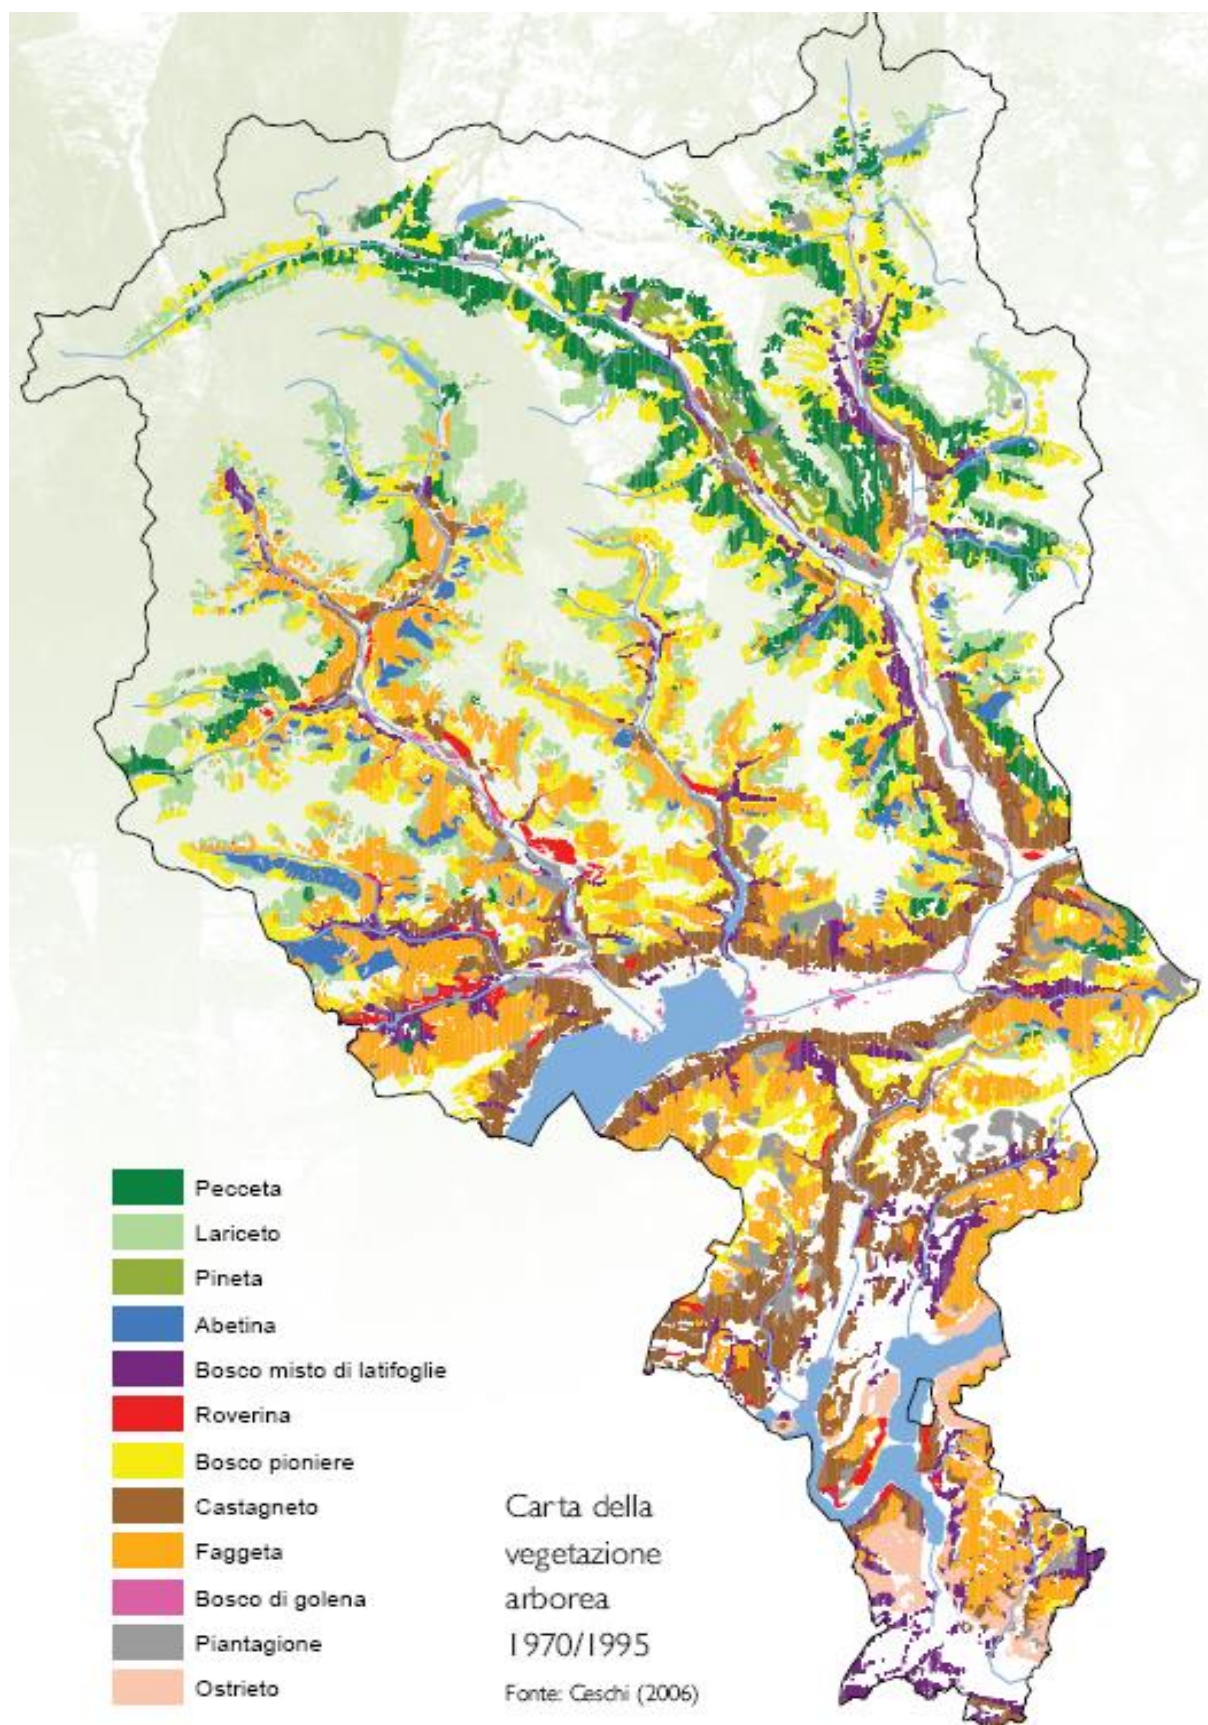 Pecceta
Lariceto
Pineta
Abetina
Bosco misto di latifoglie
Roverina
Bosco pioniere
Castagneto
Faggeta
Bosco di golena
Piantagione
Ostrieto
Carta della
vegetazione
arborea
1970/1995
Fonte: Ceschi (2006)